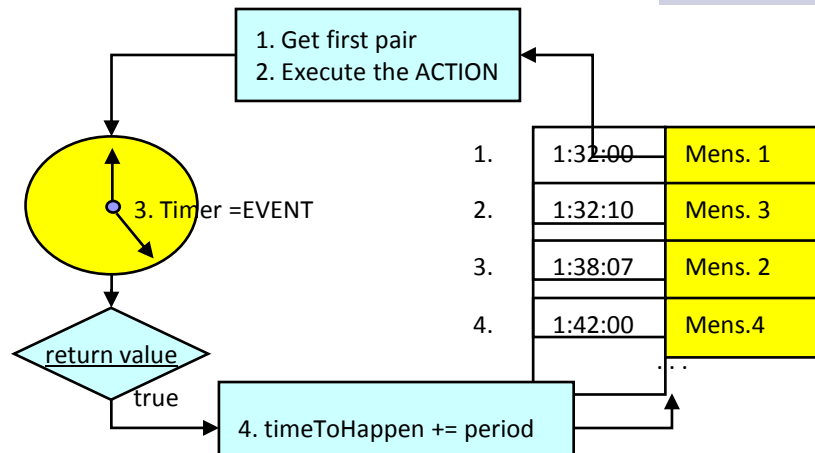 1. Get first pair
2. Execute the ACTION
1. 1:32:00 Mens. 1
3. Timer =EVENT
2. 1:32:10 Mens. 3
3. 1:38:07 Mens. 2
4. 1:42:00 Mens.4
return value
. . .
true
4. timeToHappen += period